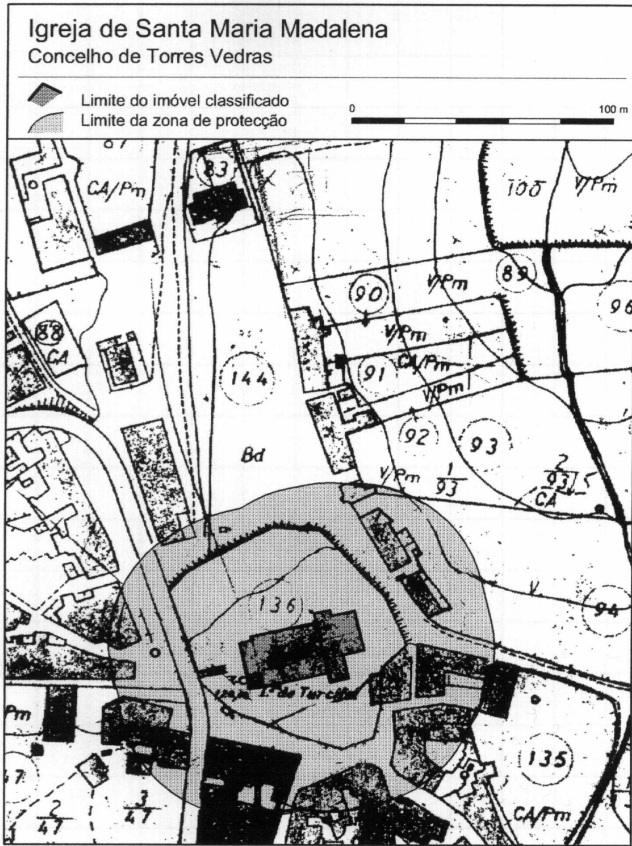 Igreja de Santa Maria Madalena
Concelho de Torres Vedras
Limite do imóvel classificado
Limite da zona de protecção
0 100 m
83
CA/Pm
100
V/Pm
89
V/Pm
96
90
88
CA
V/Pm
91
CA/Pm
144
V/Pm
92
93
Bd
V/Pm
1
93
2
93
CA
V
94
136
135
Pm
47
2
47
3
47
CA/Pm